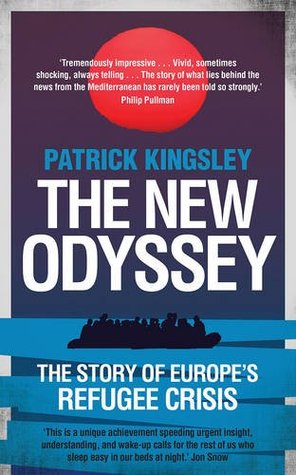 'Tremendously impressive . . . Vivid, sometimes
shocking, always telling . . . The story of what lies behind the
news from the Mediterranean has rarely been told so strongly.'
Philip Pullman
PATRICK KINGSLEY
THE NEW
ODYSSEY
THE STORY OF EUROPE'S
REFUGEE CRISIS
'This is a unique achievement speeding urgent insight,
understanding, and wake-up calls for the rest of us who
sleep easy in our beds at night.' Jon Snow